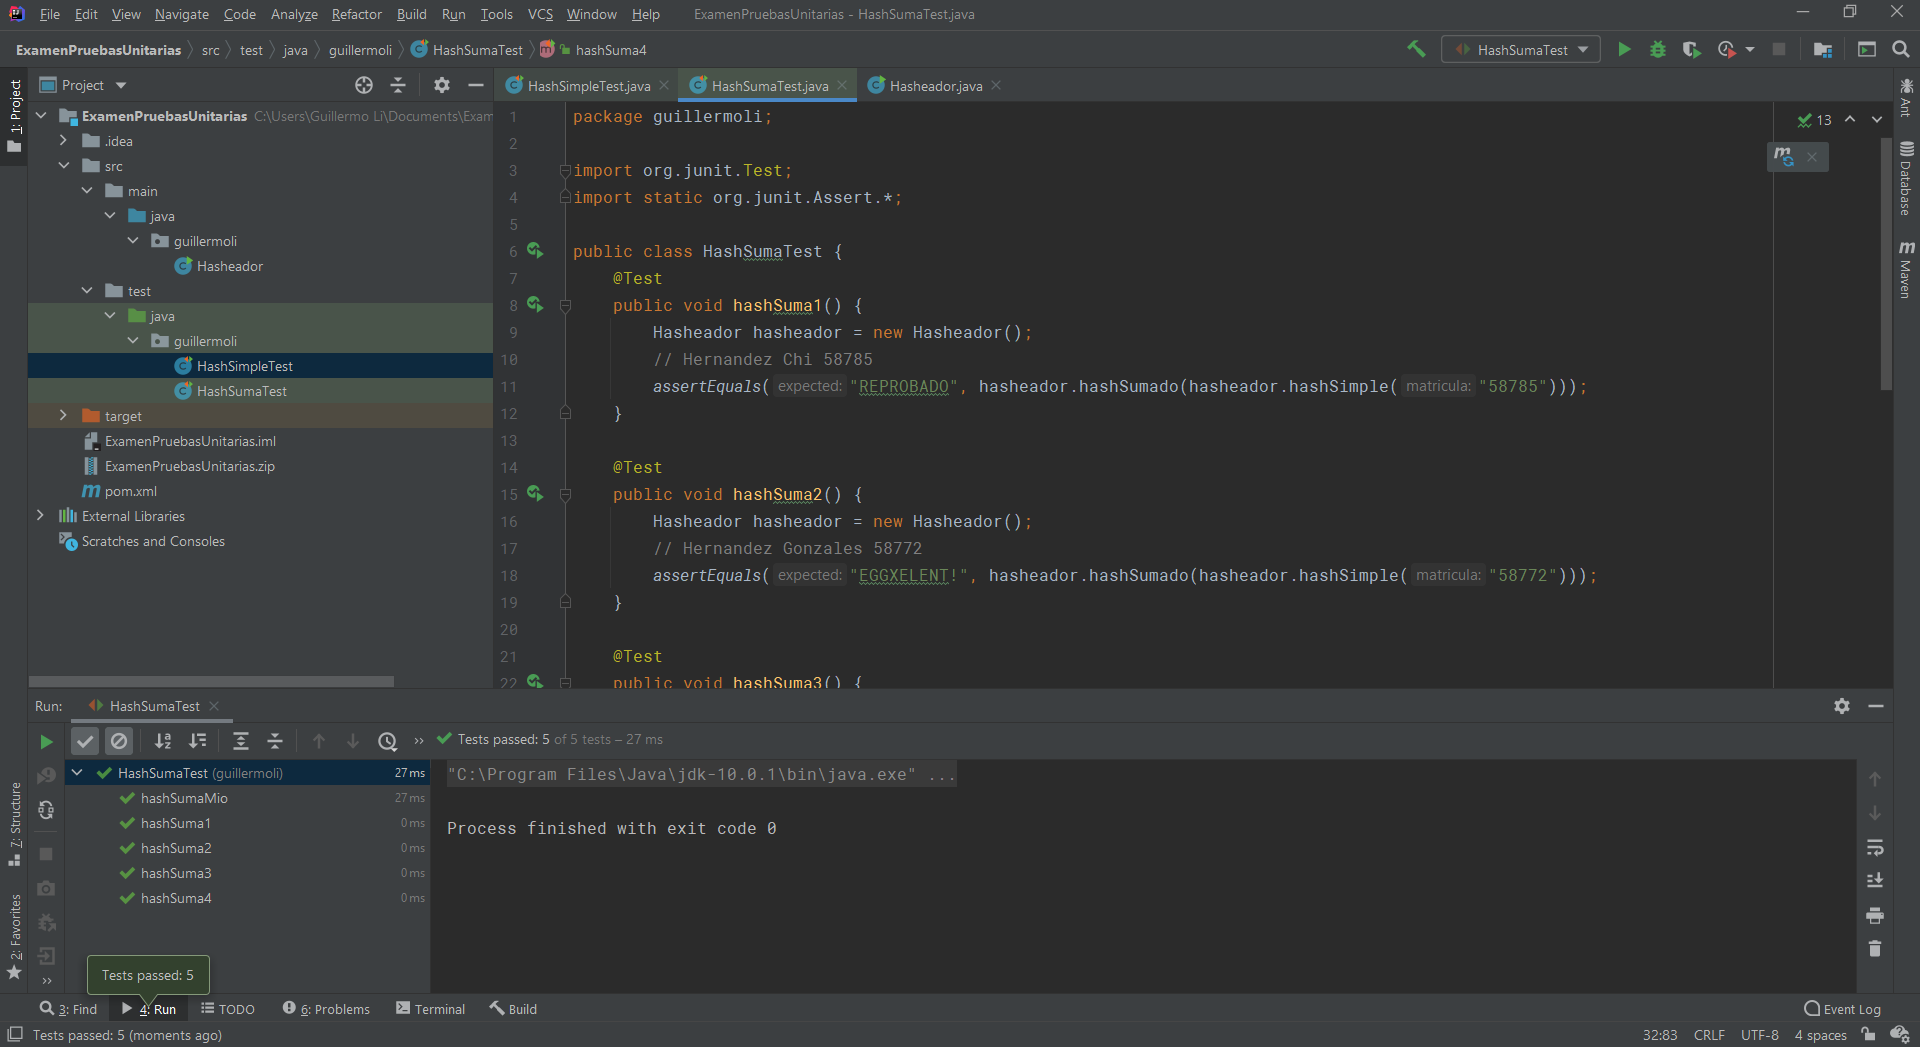 File Edit View Navigate Code Analyze Refactor Build Run Tools VCS Window Help ExamenPruebasUnitarias - HashSumaTest.java
ExamenPruebasUnitarias src test java guillermoli HashSumaTest hashSuma4 HashSumaTest
1: Project
Project
HashSimpleTest.java HashSumaTest.java Hasheador.java
ExamenPruebasUnitarias C:\Users\Guillermo Li\Documents\Exam
.idea
src
main
java
guillermoli
Hasheador
test
java
guillermoli
HashSimpleTest
HashSumaTest
target
ExamenPruebasUnitarias.iml
ExamenPruebasUnitarias.zip
pom.xml
External Libraries
Scratches and Consoles
13
1 package guillermoli;
2
3 import org.junit.Test;
4 import static org.junit.Assert.*;
5
6 public class HashSumaTest {
7 @Test
8 public void hashSuma1() {
9 Hasheador hasheador = new Hasheador();
10 // Hernandez Chi 58785
11 assertEquals( expected: "REPROBADO", hasheador.hashSumado(hasheador.hashSimple( matricula: "58785")));
12 }
13
14 @Test
15 public void hashSuma2() {
16 Hasheador hasheador = new Hasheador();
17 // Hernandez Gonzales 58772
18 assertEquals( expected: "EGGXELENT!", hasheador.hashSumado(hasheador.hashSimple( matricula: "58772")));
19 }
20
21 @Test
22 public void hashSuma3() {
Ant
Database
Maven
Run: HashSumaTest
Tests passed: 5 of 5 tests – 27 ms
HashSumaTest (guillermoli) 27 ms
hashSumaMio 27 ms
hashSuma1 0 ms
hashSuma2 0 ms
hashSuma3 0 ms
hashSuma4 0 ms
"C:\Program Files\Java\jdk-10.0.1\bin\java.exe" ...
Process finished with exit code 0
7: Structure
2: Favorites
Tests passed: 5
3: Find 4: Run TODO 6: Problems Terminal Build Event Log
Tests passed: 5 (moments ago) 32:83 CRLF UTF-8 4 spaces